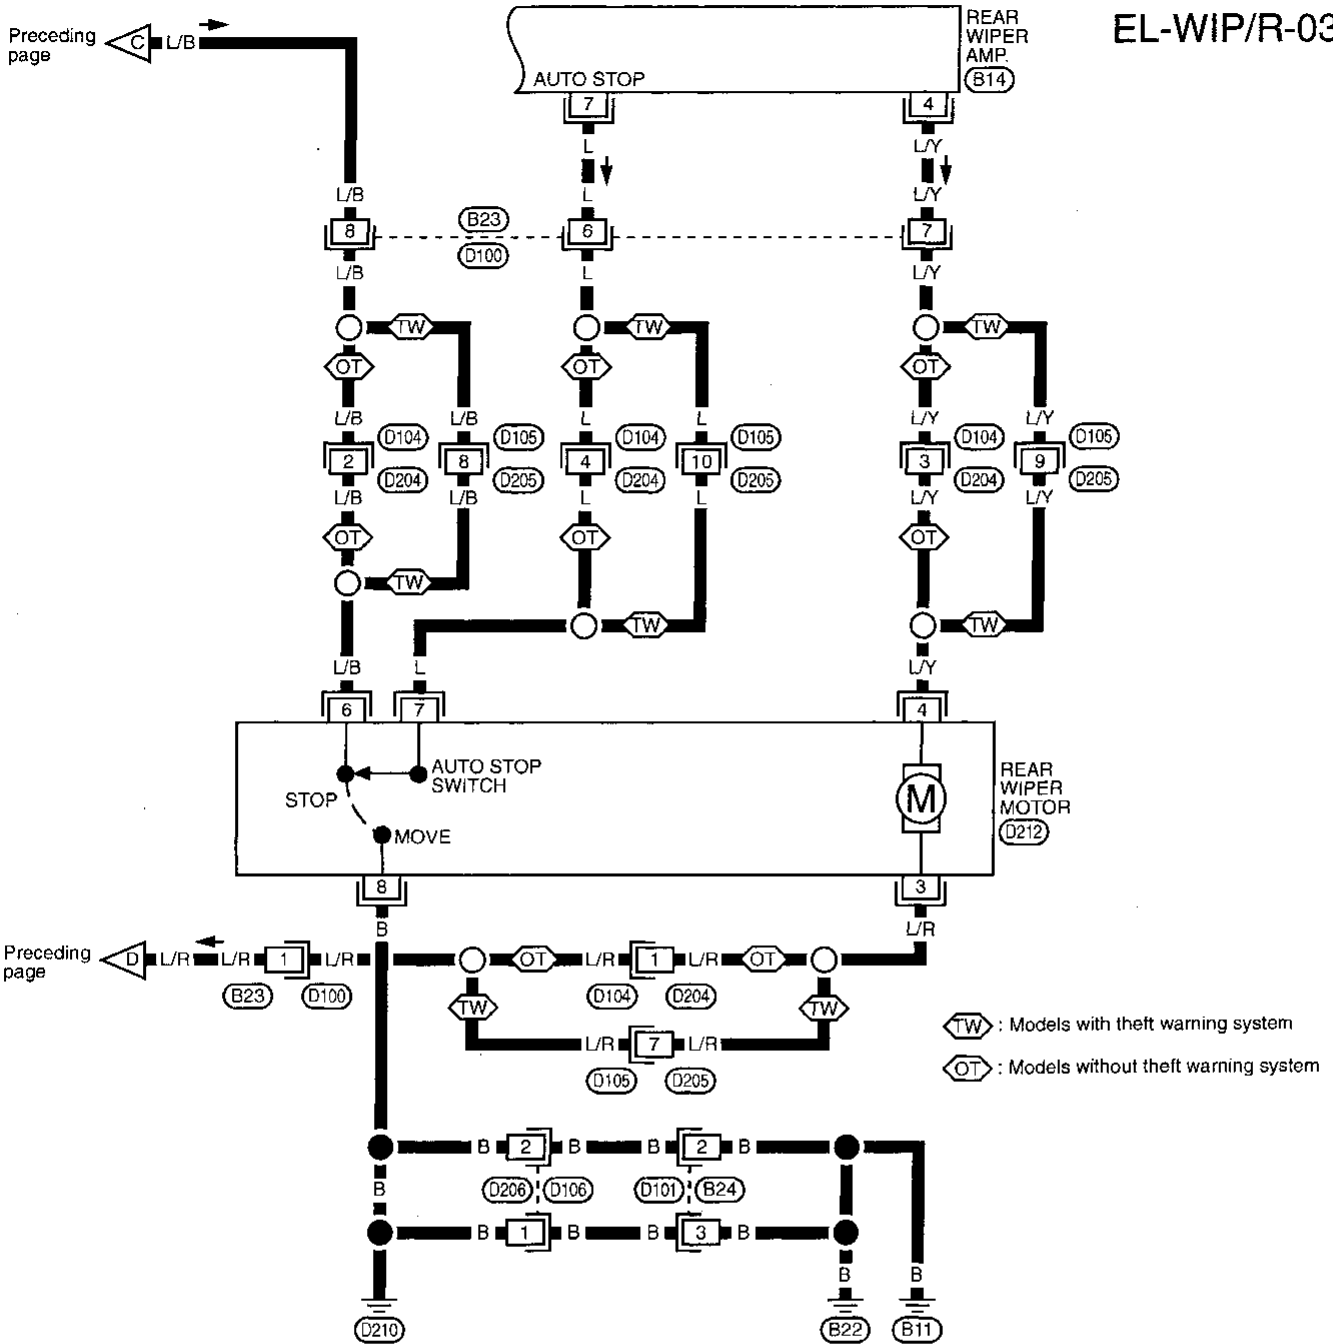 EL-WIP/R-03
Preceding
page
C
L/B
REAR
WIPER
AMP.
B14
AUTO STOP
7
4
L
L/Y
L/B
L
L/Y
8
B23
D100
6
7
L/B
L
L/Y
TW
TW
TW
OT
OT
OT
L/B
L/B
L
L
L/Y
L/Y
2
D104
D204
8
D105
D205
4
D104
D204
10
D105
D205
3
D104
D204
9
D105
D205
L/B
L/B
L
L
L/Y
L/Y
OT
OT
OT
TW
TW
TW
L/B
L
L/Y
6
7
4
AUTO STOP
SWITCH
STOP
MOVE
M
REAR
WIPER
MOTOR
D212
8
3
B
L/R
Preceding
page
D
L/R
L/R
1
L/R
OT
L/R
1
L/R
OT
B23
D100
D104
D204
TW
TW
L/R
7
L/R
D105
D205
TW : Models with theft warning system
OT : Models without theft warning system
B
2
B
B
2
B
B
D206
D106
D101
B24
B
1
B
B
3
B
B
B
D210
B22
B11